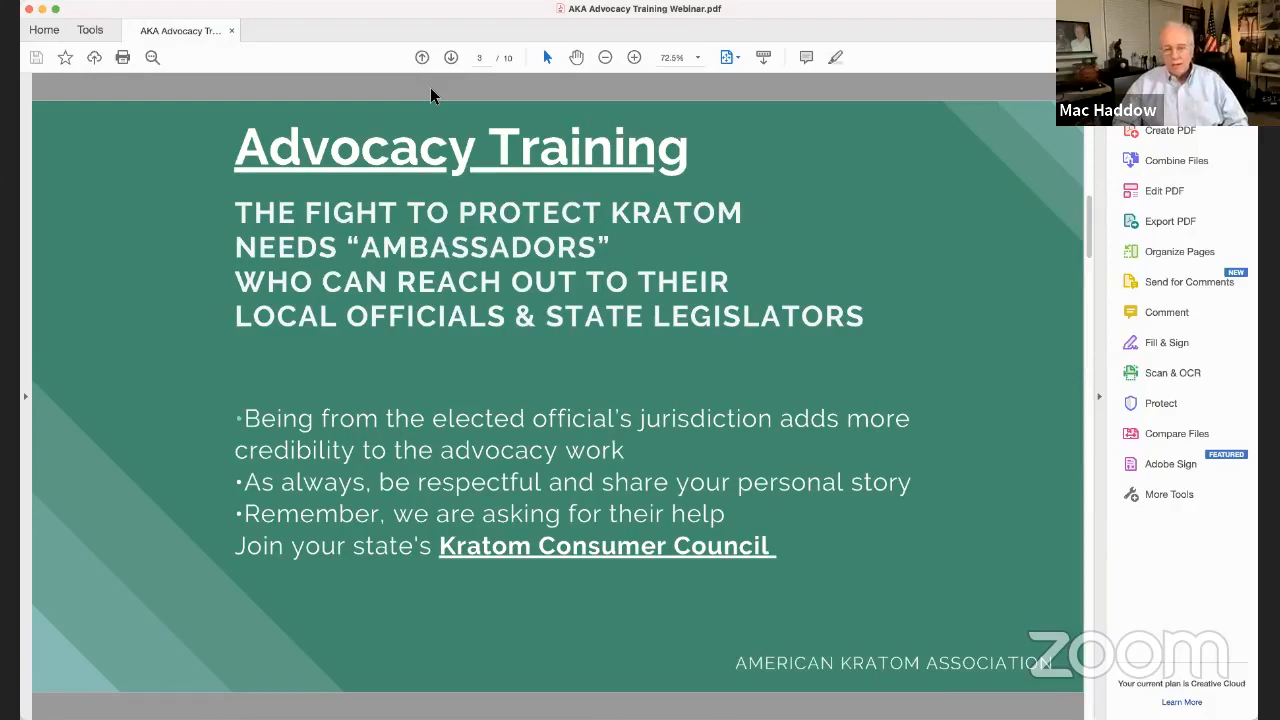 AKA Advocacy Training Webinar.pdf
Home
Tools
AKA Advocacy Tr...
3
/ 10
72.5%
Mac Haddow
Advocacy Training
THE FIGHT TO PROTECT KRATOM
NEEDS “AMBASSADORS”
WHO CAN REACH OUT TO THEIR
LOCAL OFFICIALS & STATE LEGISLATORS
•Being from the elected official’s jurisdiction adds more
credibility to the advocacy work
•As always, be respectful and share your personal story
•Remember, we are asking for their help
Join your state's Kratom Consumer Council
AMERICAN KRATOM ASSOCIATION
Create PDF
Combine Files
Edit PDF
Export PDF
Organize Pages
NEW
Send for Comments
Comment
Fill & Sign
Scan & OCR
Protect
Compare Files
FEATURED
Adobe Sign
More Tools
zoom
Your current plan is Creative Cloud
Learn More